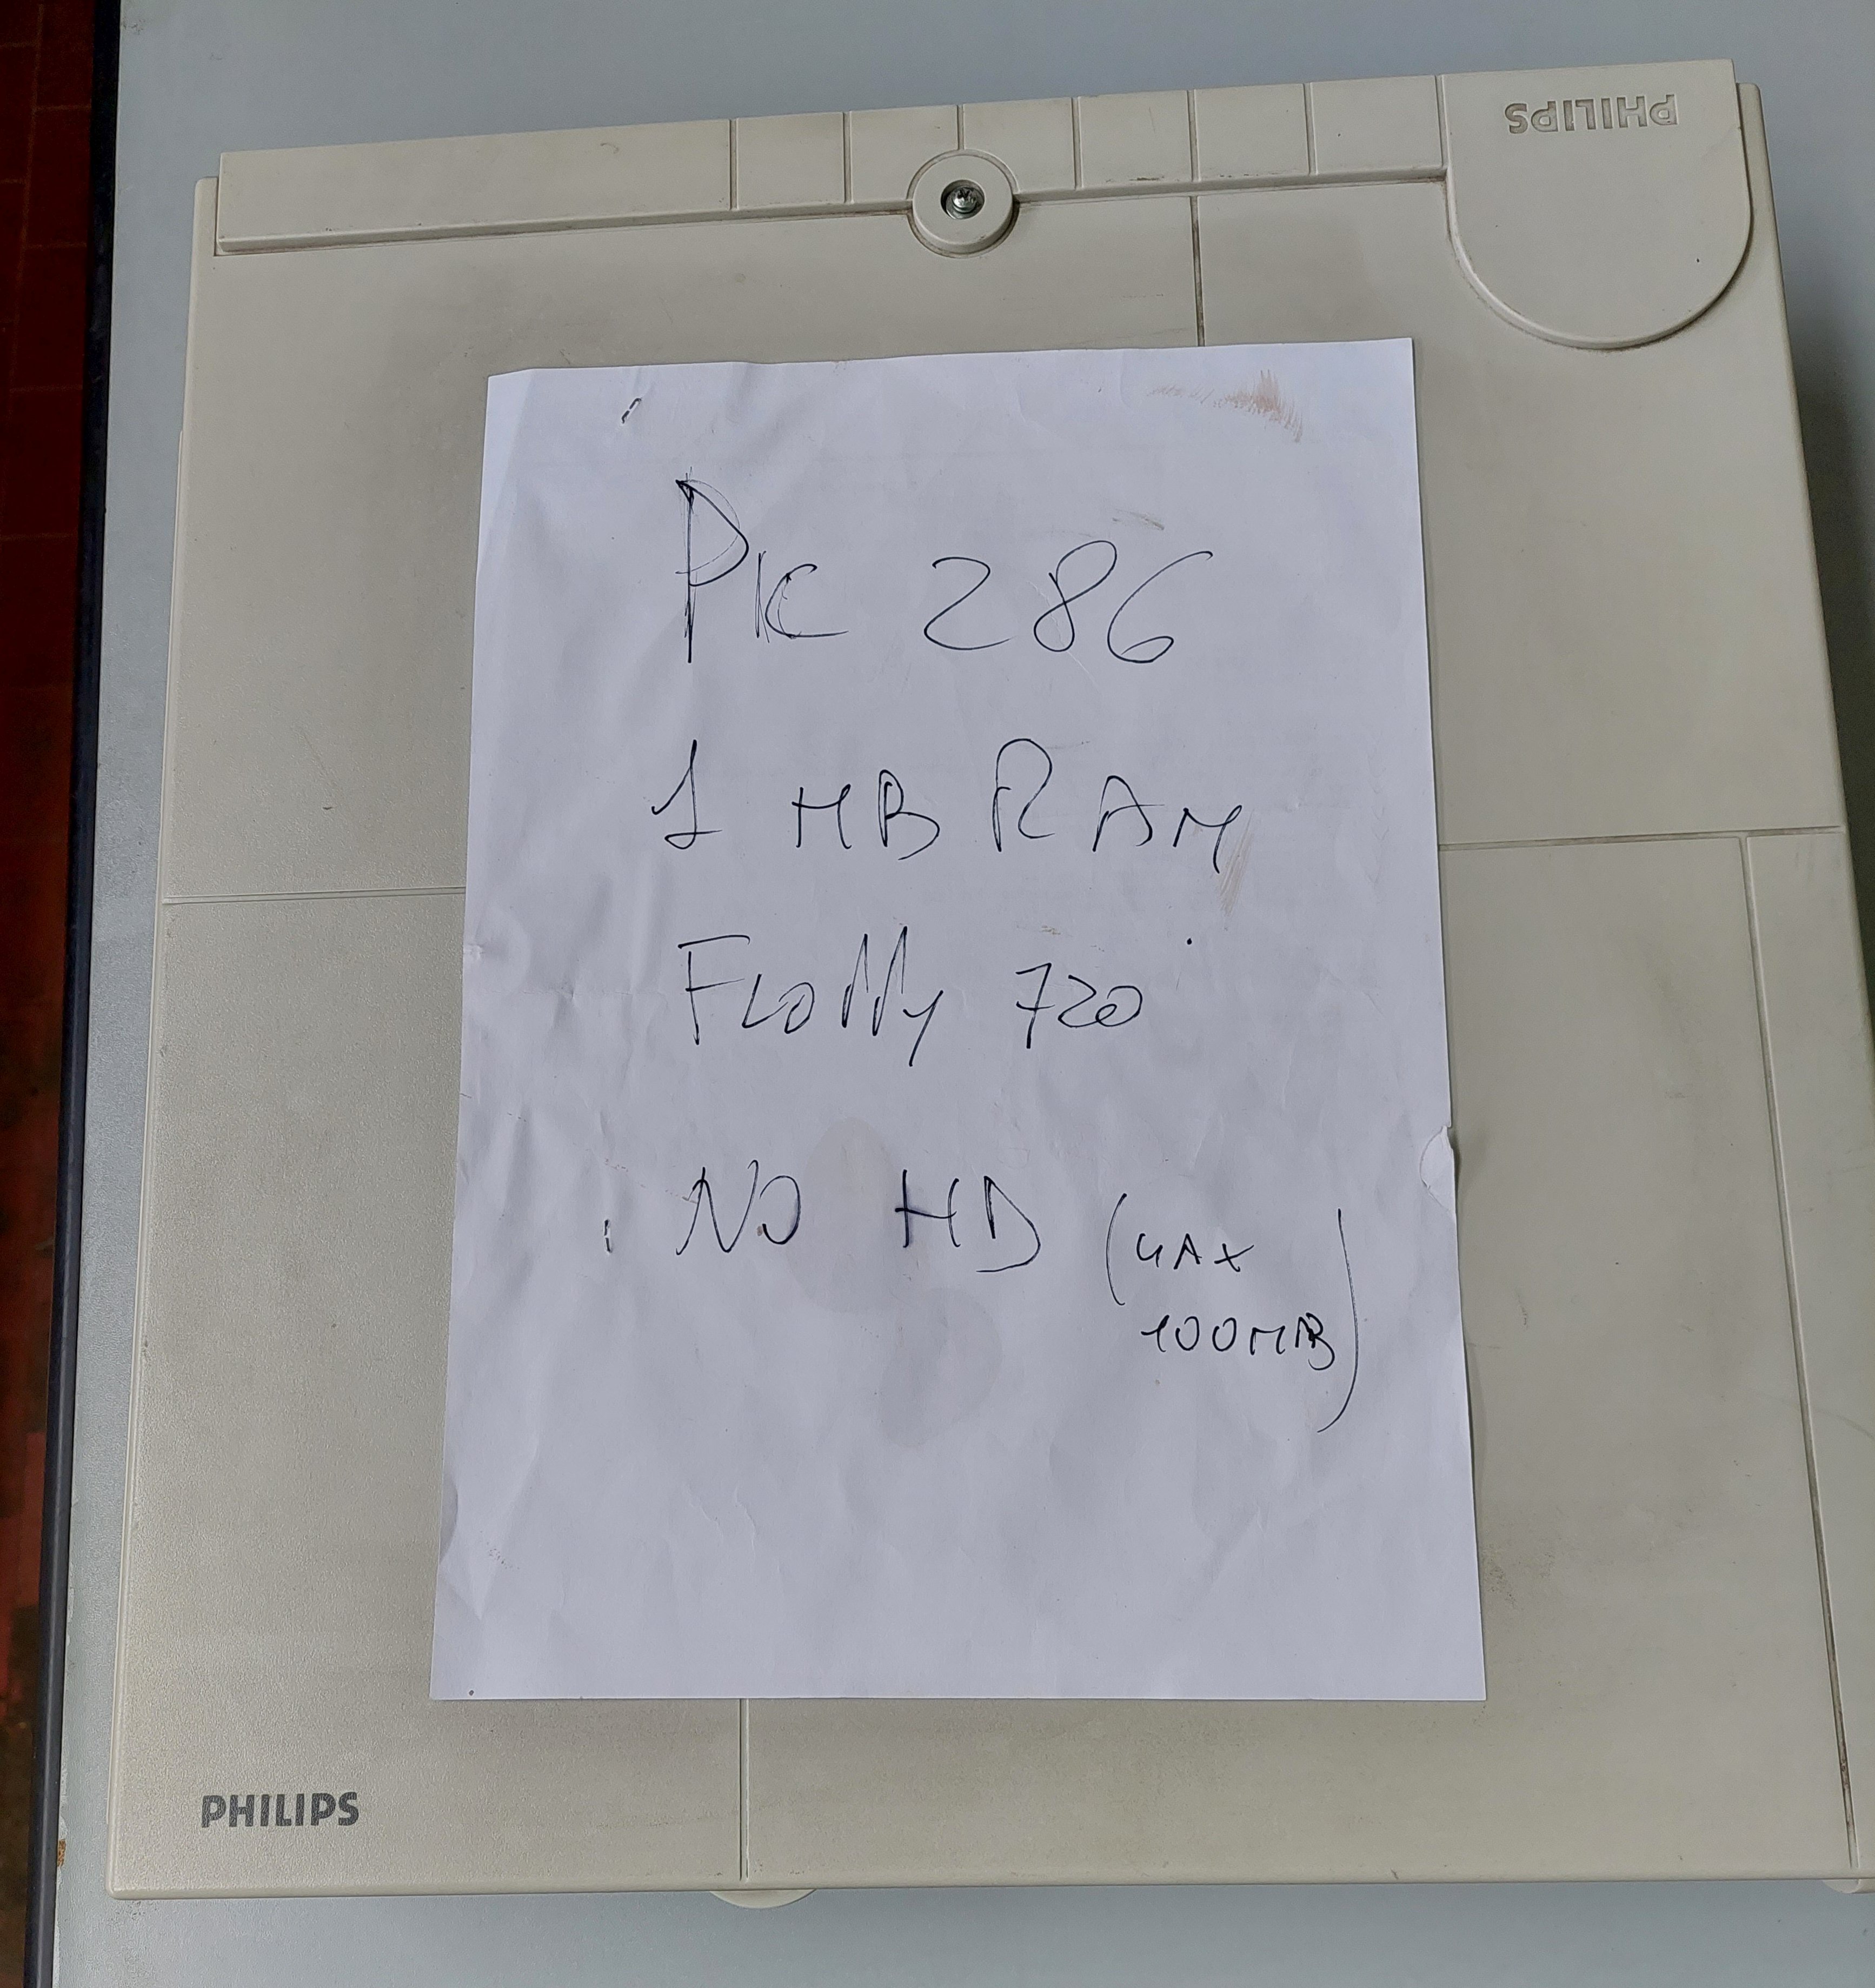 PHILIPS
PC 286
1 MB RAM
FLOPPY 720
NO HD (MAX
100MB)
PHILIPS